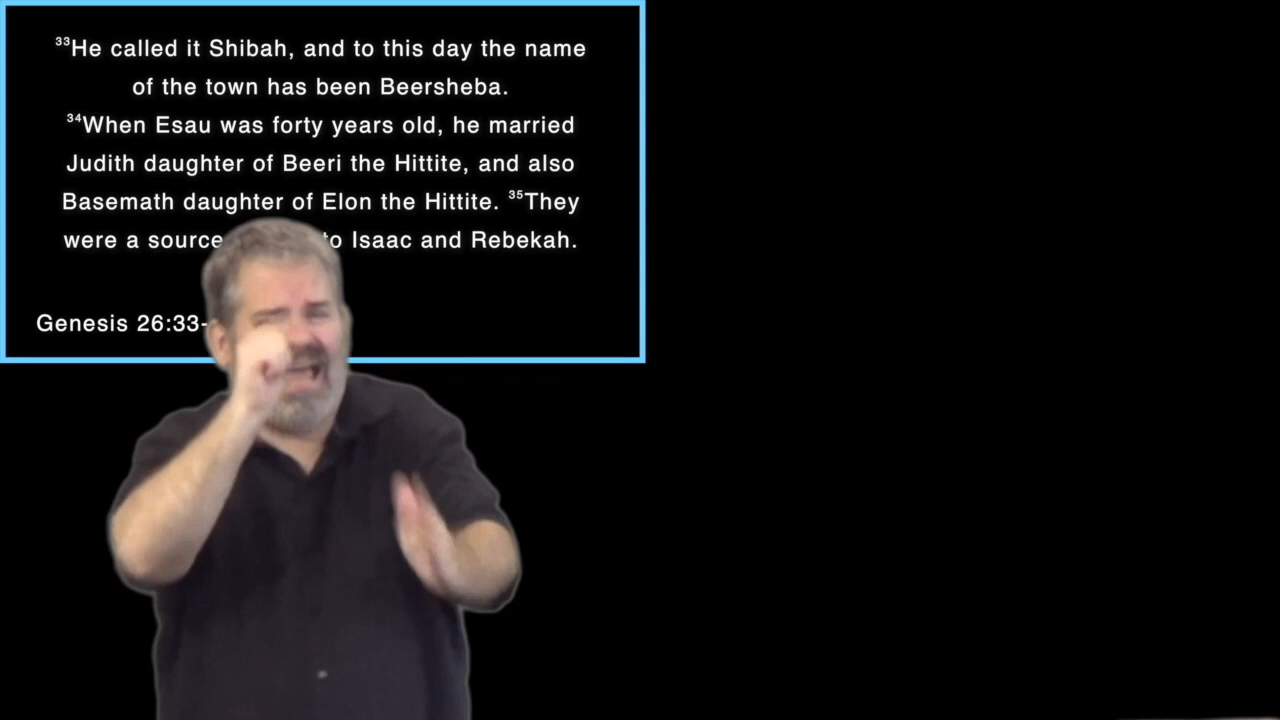 ³³He called it Shibah, and to this day the name
of the town has been Beersheba.
³⁴When Esau was forty years old, he married
Judith daughter of Beeri the Hittite, and also
Basemath daughter of Elon the Hittite. ³⁵They
were a source to Isaac and Rebekah.
Genesis 26:33-